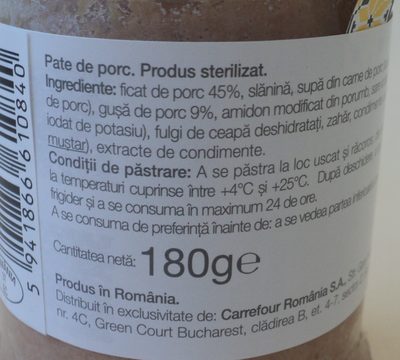 Pate de porc. Produs sterilizat.
Ingrediente: ficat de porc 45%, slănină, supă din carne de porc
de porc), gușă de porc 9%, amidon modificat din porumb,
iodat de potasiu), fulgi de ceapă deshidratați, zahăr,
muștar), extracte de condimente.
Condiții de păstrare: A se păstra la loc uscat și răcoros,
la temperaturi cuprinse între +4°C și +25°C. După deschidere,
frigider și a se consuma în maximum 24 de ore.
A se consuma de preferință înainte de: a se vedea partea
Cantitatea netă: 180g℮
Produs în România.
Distribuit în exclusivitate de: Carrefour România S.A.,
nr. 4C, Green Court Bucharest, clădirea B, et. 4-7,
5 941866 610840